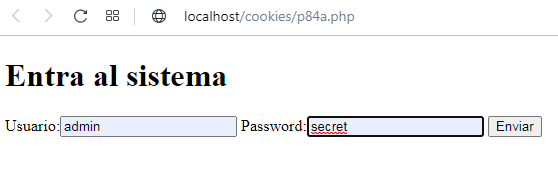 localhost/cookies/p84a.php
Entra al sistema
Usuario: admin Password: secret Enviar